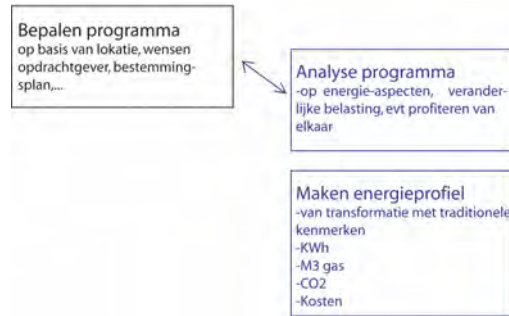 Bepalen programma
op basis van lokatie, wensen
opdrachtgever, bestemming-
splan,...
Analyse programma
-op energie-aspecten, verander-
lijke belasting, evt profiteren van
elkaar
Maken energieprofiel
-van transformatie met traditionele
kenmerken
-KWh
-M3 gas
-CO2
-Kosten